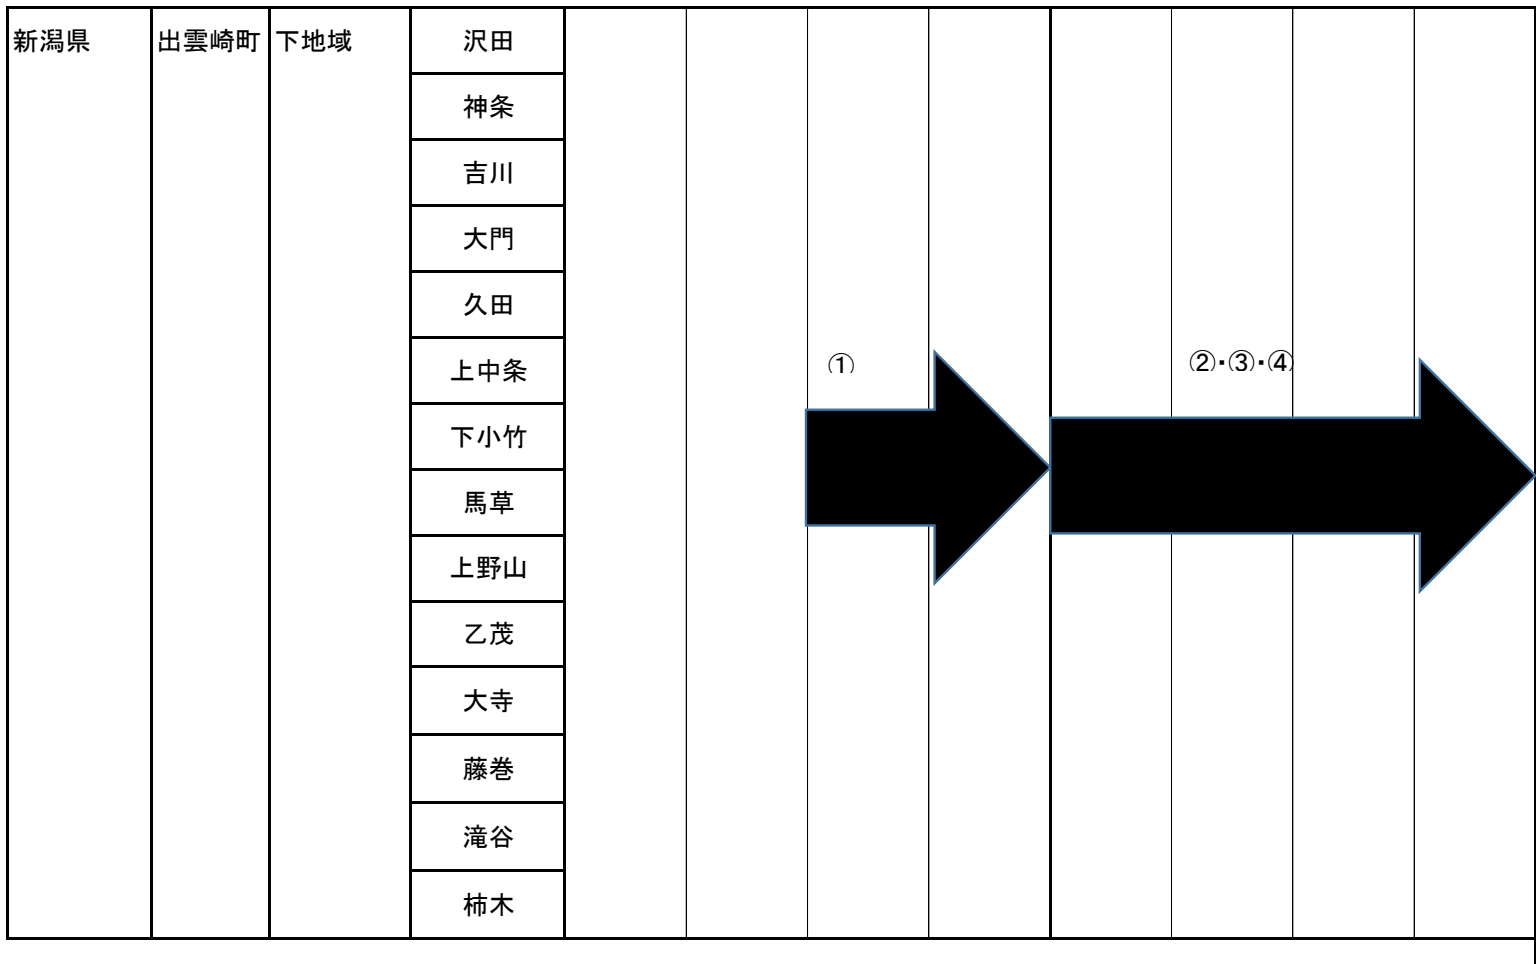 新潟県
出雲崎町
下地域
沢田
神条
吉川
大門
久田
上中条
下小竹
馬草
上野山
乙茂
大寺
藤巻
滝谷
柿木
①
②・③・④